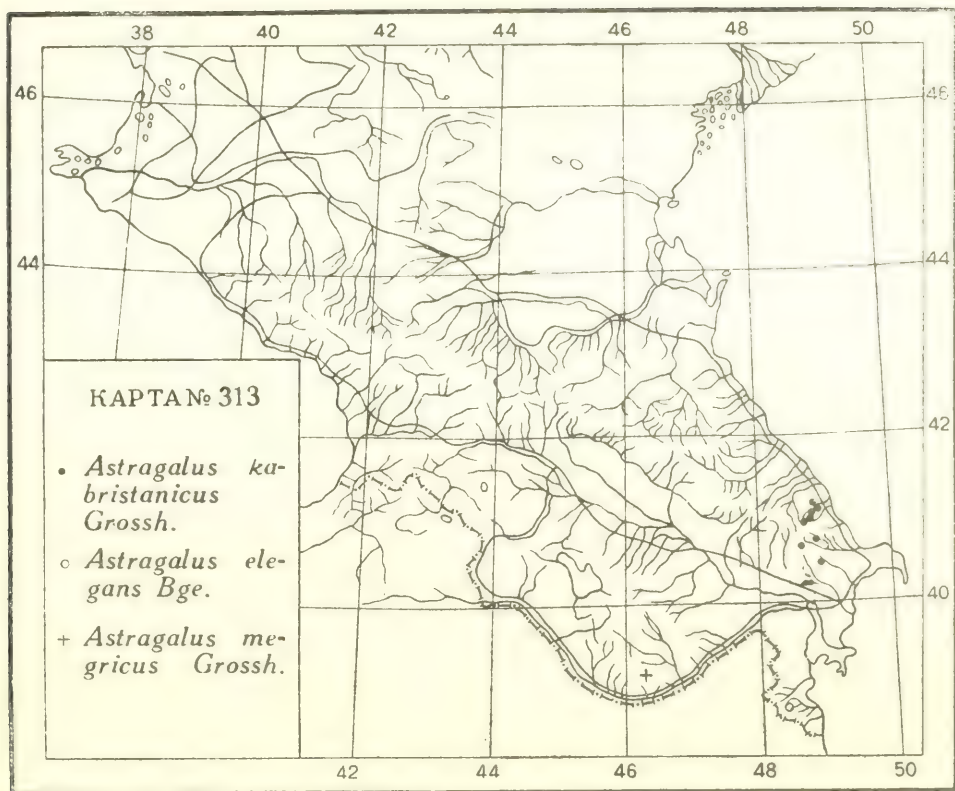 38 40 42 44 46 48 50
46 46
44 44
КАРТА № 313
42
• Astragalus ka-
bristanicus
Grossh.
○ Astragalus ele-
gans Bge.
40
+ Astragalus me-
gricus Grossh.
42 44 46 48 50